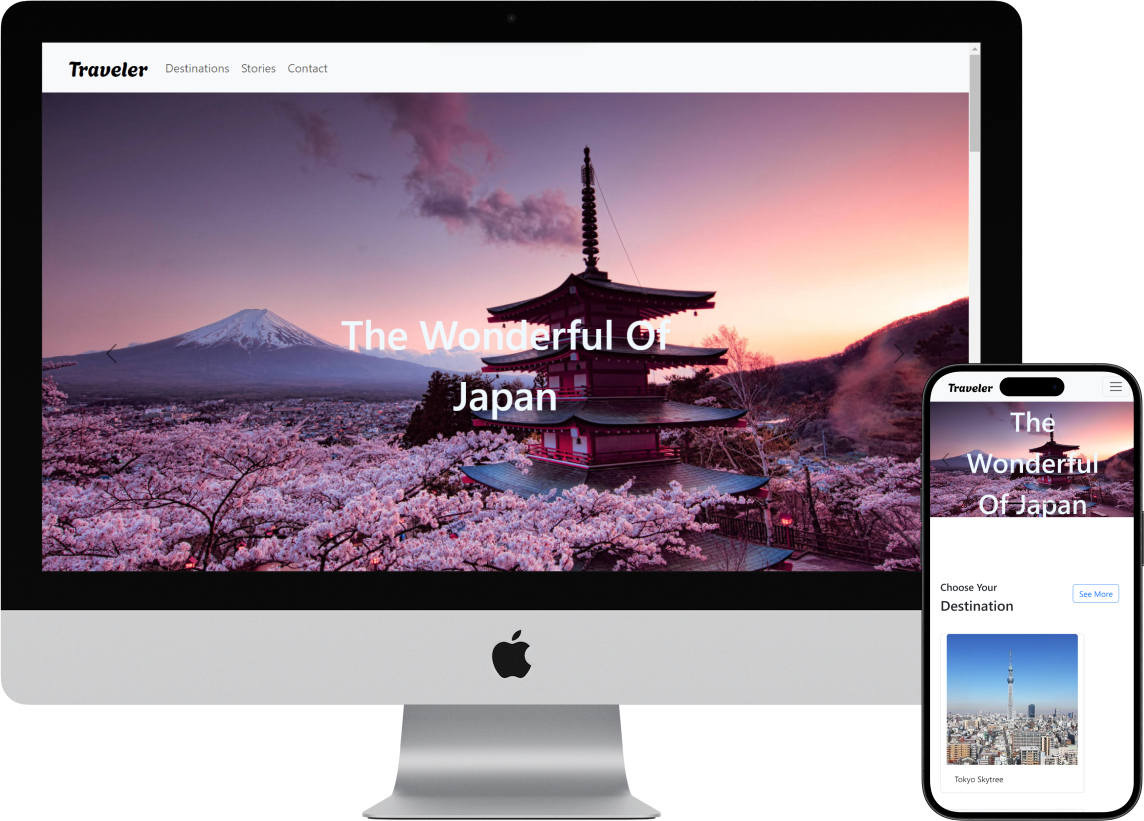 Traveler Destinations Stories Contact
The Wonderful Of
Japan
Traveler
The
Wonderful
Of Japan
Choose Your
Destination
See More
Tokyo Skytree